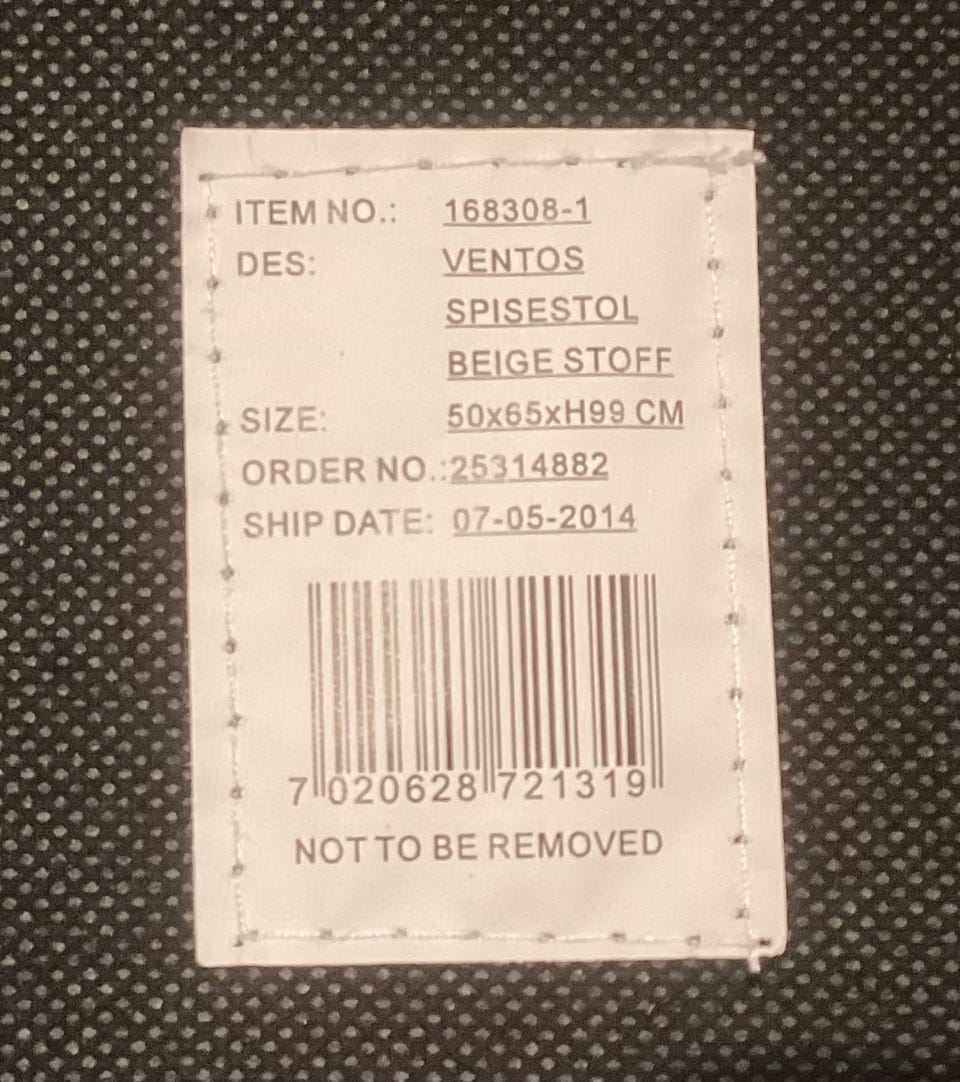 ITEM NO.: 168308-1
DES: VENTOS
SPISESTOL
BEIGE STOFF
SIZE: 50x65xH99 CM
ORDER NO.:25314882
SHIP DATE: 07-05-2014
7 020628 721319
NOT TO BE REMOVED